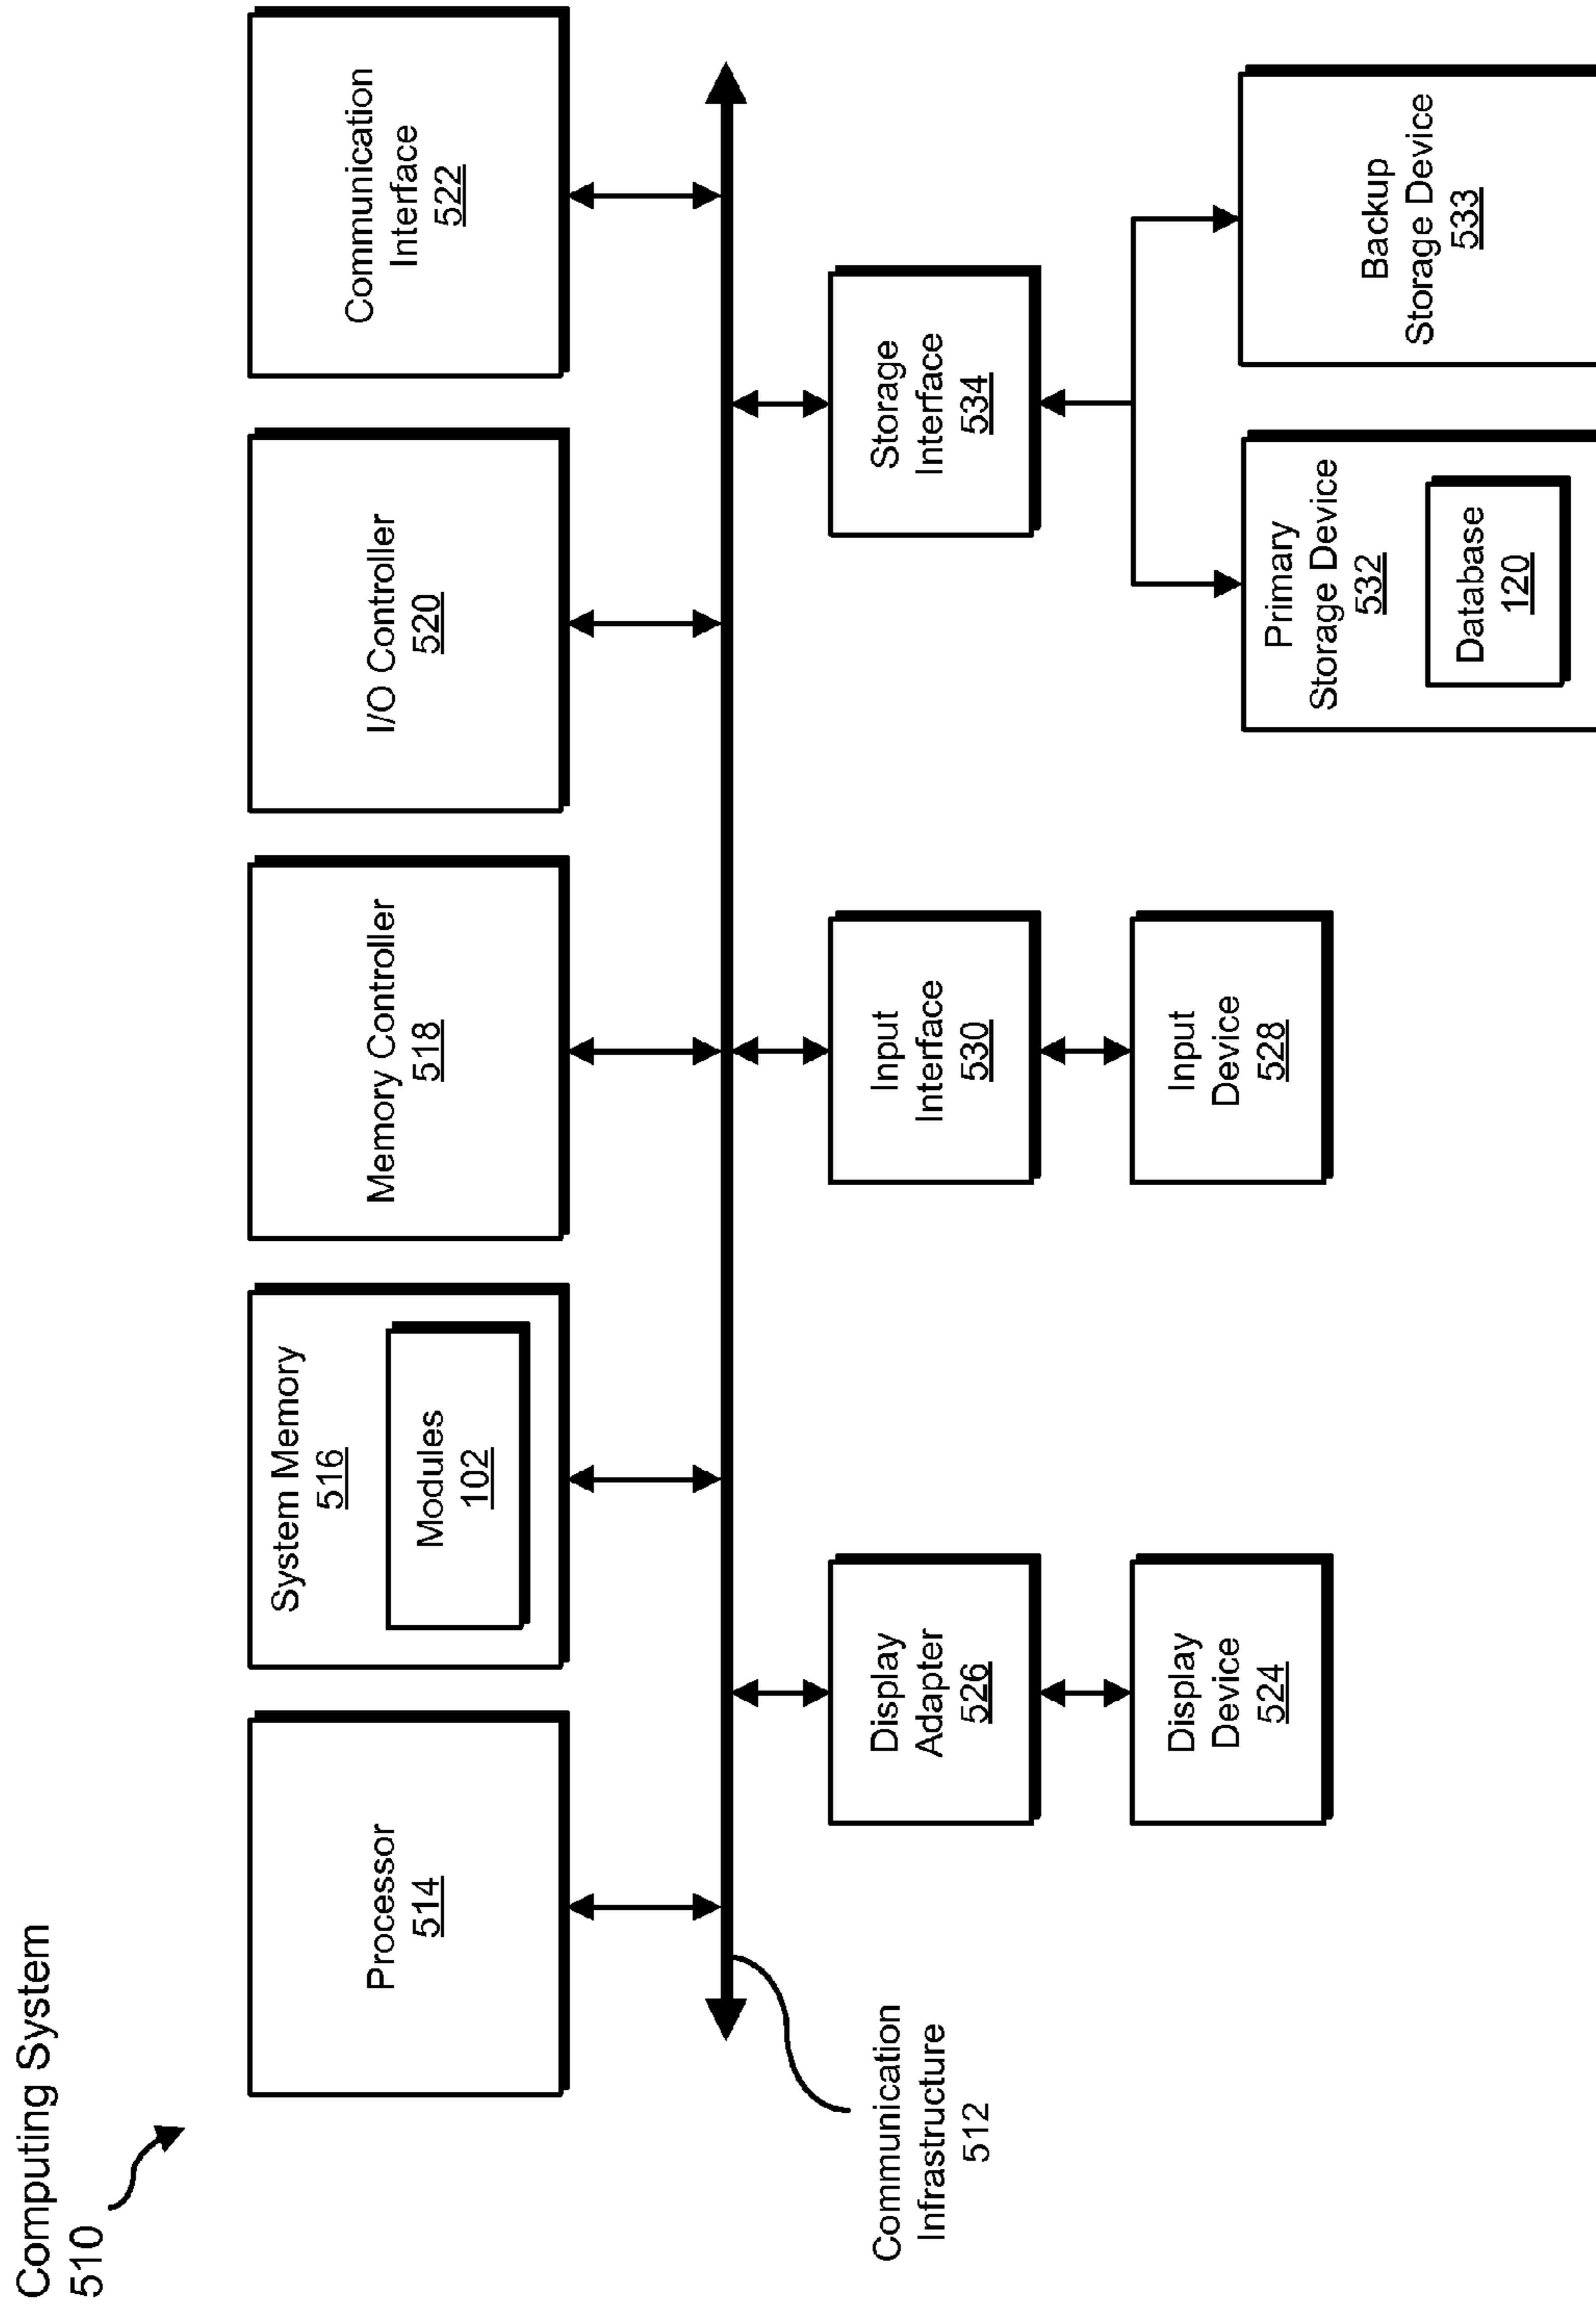 Computing System
510
Processor
514
System Memory
516
Modules
102
Memory Controller
518
I/O Controller
520
Communication
Interface
522
Communication
Infrastructure
512
Display
Adapter
526
Input
Interface
530
Storage
Interface
534
Display
Device
524
Input
Device
528
Primary
Storage Device
532
Database
120
Backup
Storage Device
533